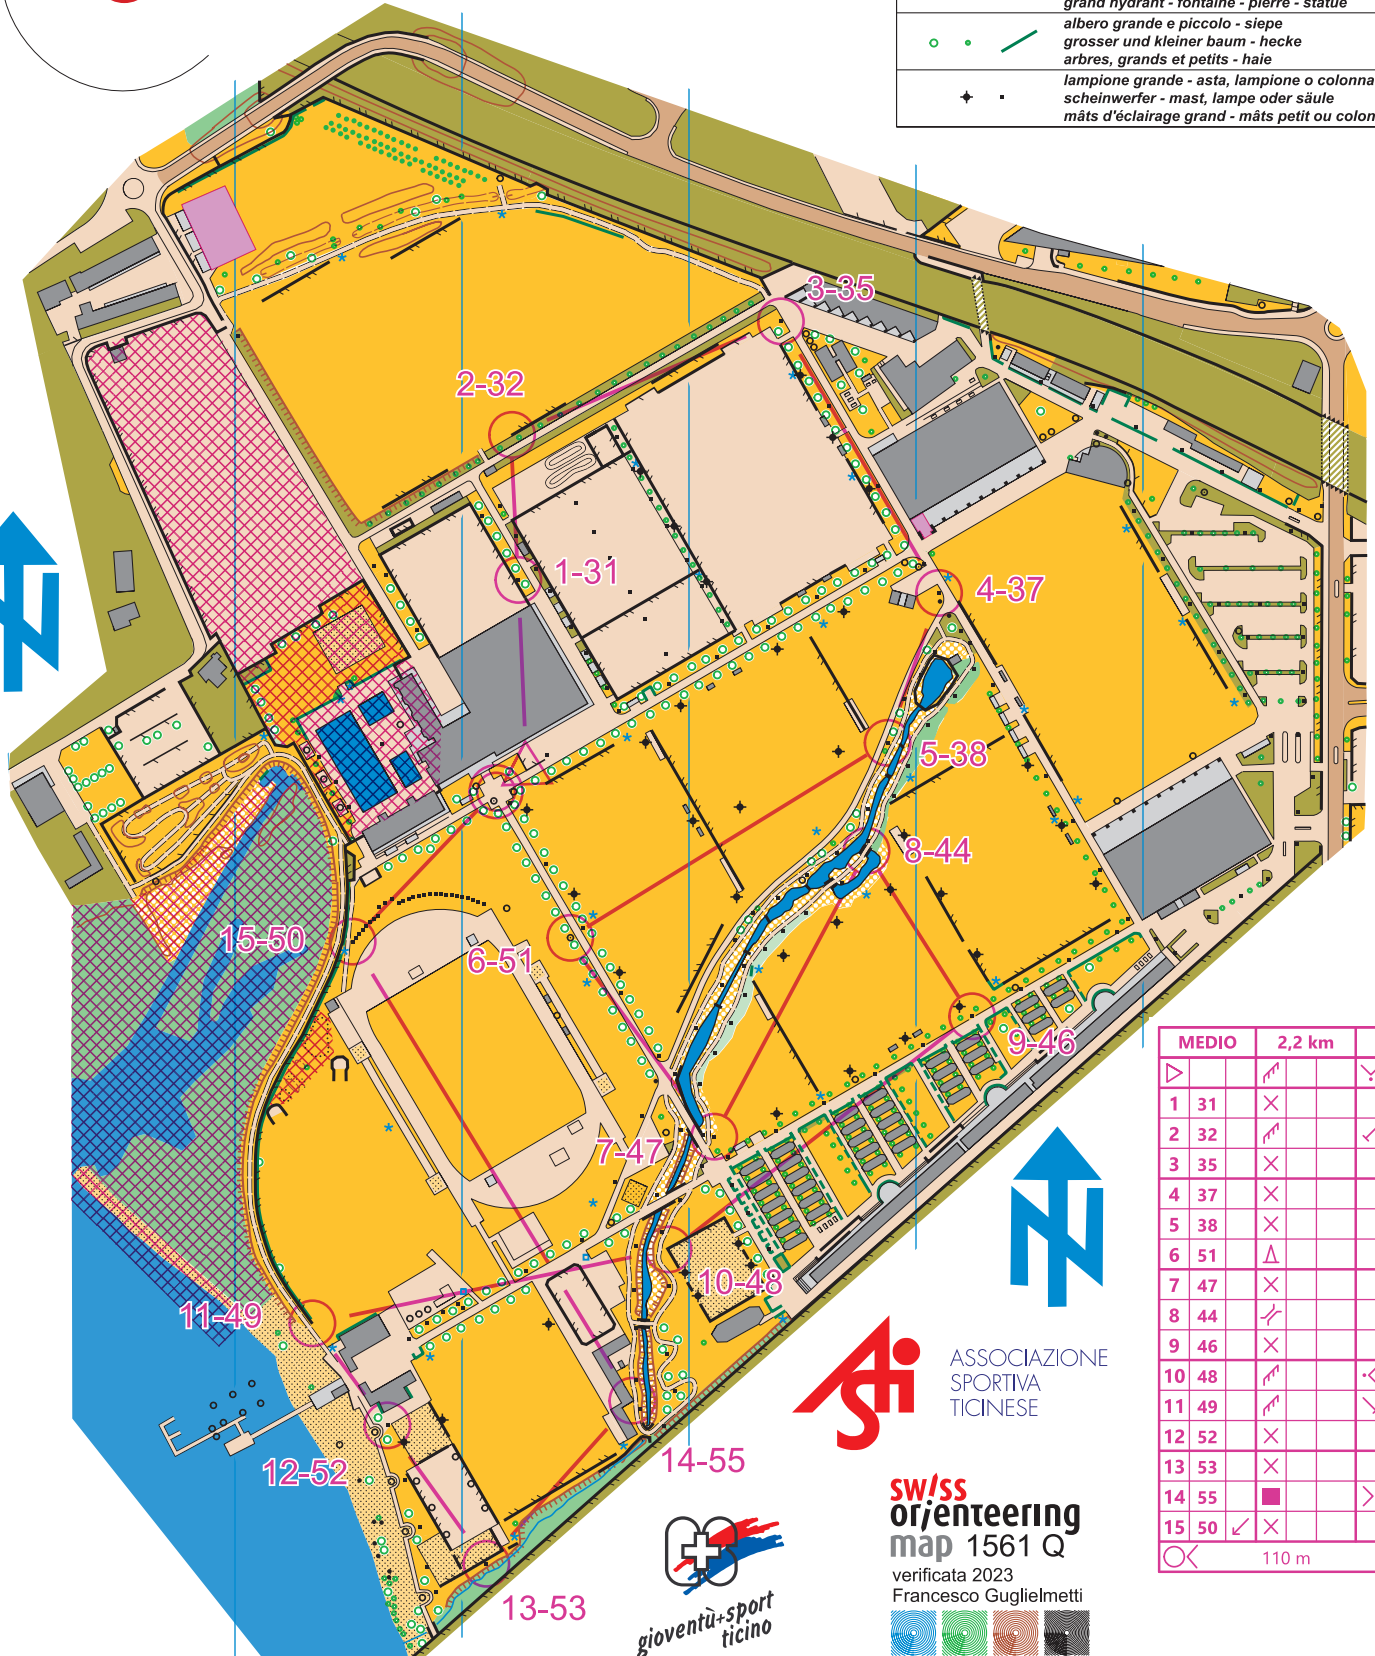 grand hydrant - fontaine - pierre - statue
albero grande e piccolo - siepe
grosser und kleiner baum - hecke
arbres, grands et petits - haie
lampione grande - asta, lampione o colonna
scheinwerfer - mast, lampe oder säule
mâts d'éclairage grand - mâts petit ou colon
3-35
2-32
1-31
4-37
5-38
8-44
15-50
6-51
9-46
7-47
10-48
11-49
12-52
14-55
13-53
N
N
MEDIO 2,2 km
1 31
2 32
3 35
4 37
5 38
6 51
7 47
8 44
9 46
10 48
11 49
12 52
13 53
14 55
15 50
110 m
ASTi
ASSOCIAZIONE
SPORTIVA
TICINESE
swiss
orienteering
map 1561 Q
verificata 2023
Francesco Guglielmetti
gioventù+sport
ticino